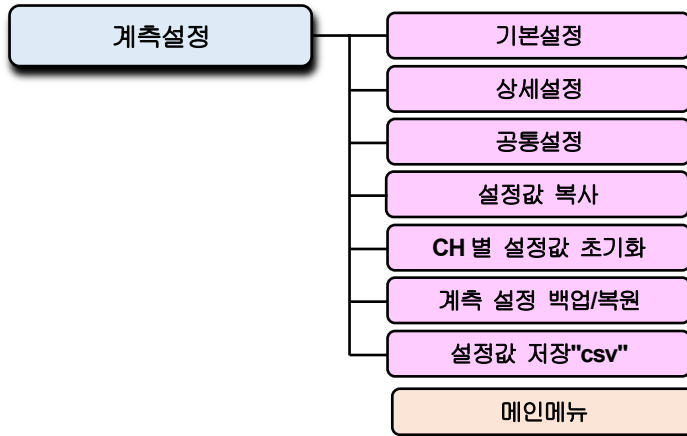 계측설정
기본설정
상세설정
공통설정
설정값 복사
CH 별 설정값 초기화
계측 설정 백업/복원
설정값 저장"csv"
메인메뉴